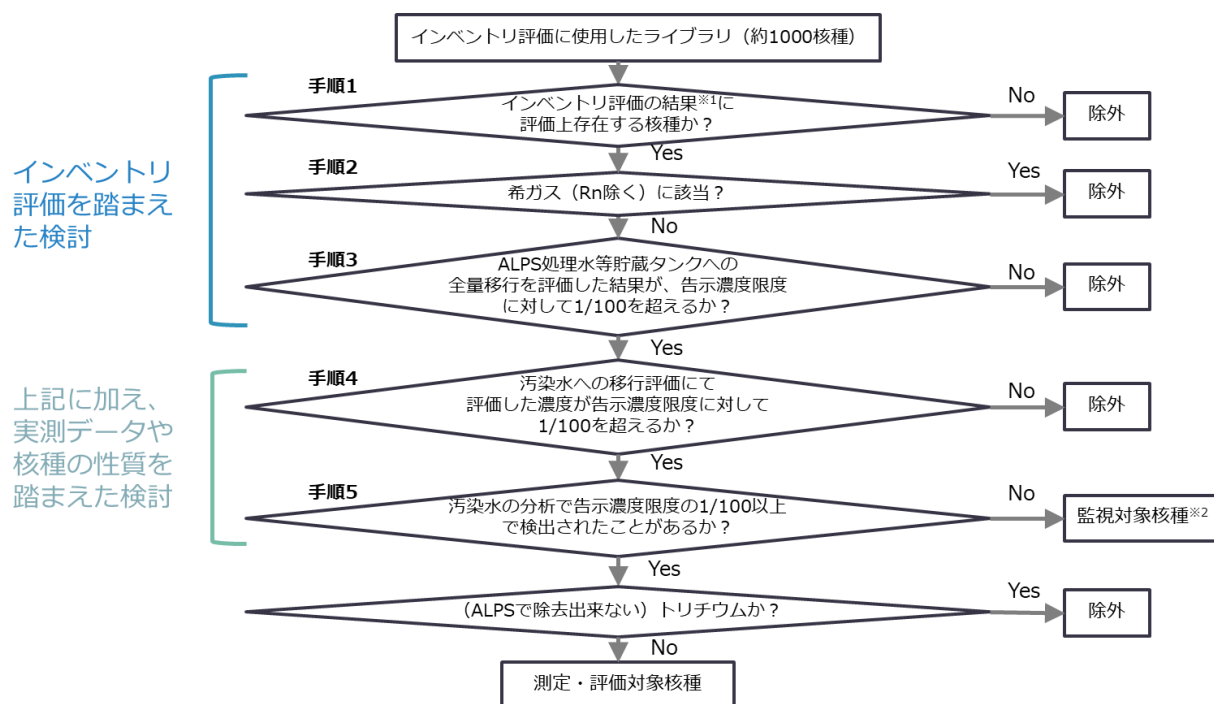 インベントリ評価に使用したライブラリ（約1000核種）
手順1
インベントリ評価の結果※1に
評価上存在する核種か？
No
除外
Yes
インベントリ
評価を踏まえ
た検討
手順2
希ガス（Rn除く）に該当？
Yes
除外
No
手順3
ALPS処理水等貯蔵タンクへの
全量移行を評価した結果が、告示濃度限度
に対して1/100を超えるか？
No
除外
Yes
上記に加え、
実測データや
核種の性質を
踏まえた検討
手順4
汚染水への移行評価にて
評価した濃度が告示濃度限度に対して
1/100を超えるか？
No
除外
Yes
手順5
汚染水の分析で告示濃度限度の1/100以上
で検出されたことがあるか？
No
監視対象核種※2
Yes
（ALPSで除去出来ない）トリチウムか？
Yes
除外
No
測定・評価対象核種